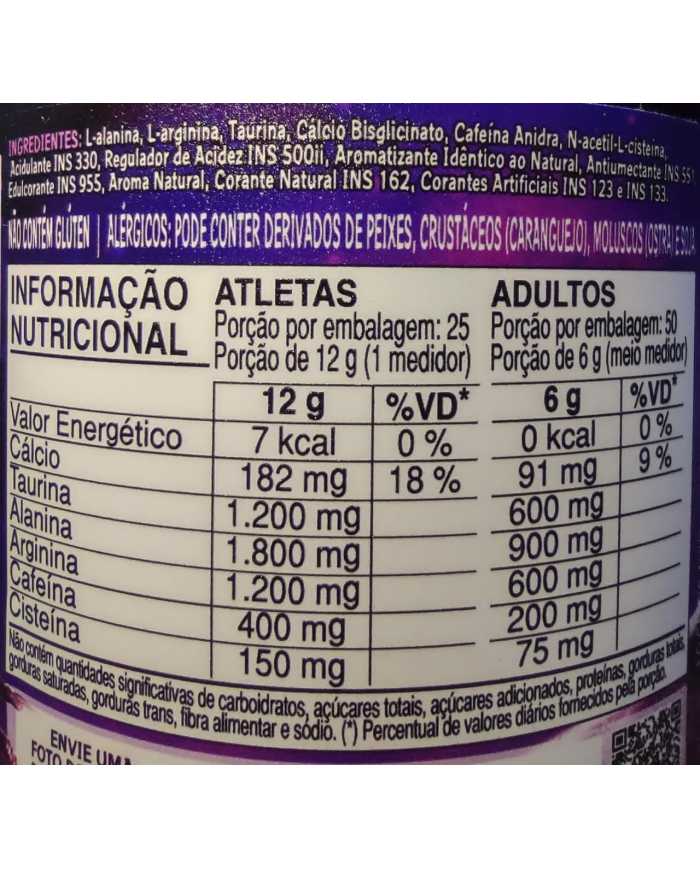 INGREDIENTES: L-alanina, L-arginina, Taurina, Cálcio Bisglicinato, Cafeína Anidra, N-acetil-L-cisteína,
Acidulante INS 330, Regulador de Acidez INS 500ii, Aromatizante Idêntico ao Natural, Antiumectante INS 551
Edulcorante INS 955, Aroma Natural, Corante Natural INS 162, Corantes Artificiais INS 123 e INS 133.
NÃO CONTÉM GLÚTEN | ALÉRGICOS: PODE CONTER DERIVADOS DE PEIXES, CRUSTÁCEOS (CARANGUEJO), MOLUSCOS (OSTRA) E SOJA
INFORMAÇÃO NUTRICIONAL
ATLETAS
Porção por embalagem: 25
Porção de 12 g (1 medidor)
ADULTOS
Porção por embalagem: 50
Porção de 6 g (meio medidor)
12 g %VD* 6 g %VD*
Valor Energético 7 kcal 0 % 0 kcal 0 %
Cálcio 182 mg 18 % 91 mg 9 %
Taurina 1.200 mg 600 mg
Alanina 1.800 mg 900 mg
Arginina 1.200 mg 600 mg
Cafeína 400 mg 200 mg
Cisteína 150 mg 75 mg
Não contém quantidades significativas de carboidratos, açúcares totais, açúcares adicionados, proteínas, gorduras totais,
gorduras saturadas, gorduras trans, fibra alimentar e sódio. (*) Percentual de valores diários fornecidos pela porção.
ENVIE UMA
FOTO